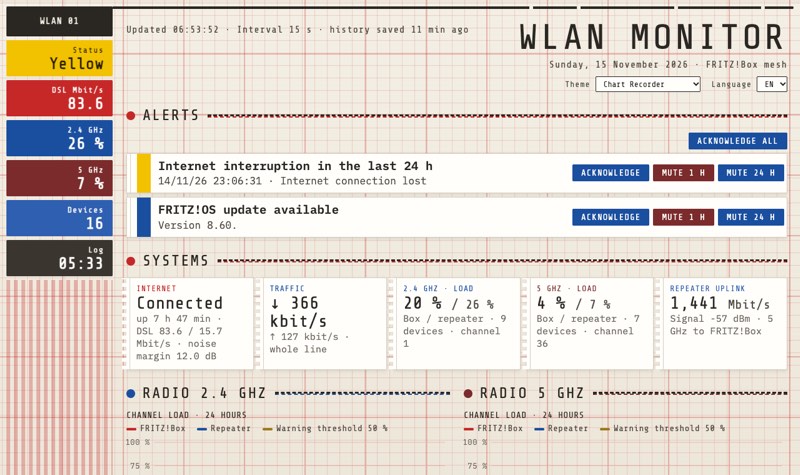 WLAN 01
Status
Yellow
DSL Mbit/s
83.6
2.4 GHz
26 %
5 GHz
7 %
Devices
16
Log
05:33
Updated 06:53:52 · Interval 15 s · history saved 11 min ago
WLAN MONITOR
Sunday, 15 November 2026 · FRITZ!Box mesh
Theme Chart Recorder Language EN
ALERTS
ACKNOWLEDGE ALL
Internet interruption in the last 24 h
14/11/26 23:06:31 · Internet connection lost
ACKNOWLEDGE MUTE 1 H MUTE 24 H
FRITZ!OS update available
Version 8.60.
ACKNOWLEDGE MUTE 1 H MUTE 24 H
SYSTEMS
INTERNET
Connected
up 7 h 47 min ·
DSL 83.6 / 15.7
Mbit/s · noise
margin 12.0 dB
TRAFFIC
↓ 366
kbit/s
↑ 127 kbit/s ·
whole line
2.4 GHZ · LOAD
20 % / 26 %
Box / repeater · 9
devices · channel
1
5 GHZ · LOAD
4 % / 7 %
Box / repeater · 7
devices · channel
36
REPEATER UPLINK
1,441 Mbit/s
Signal -57 dBm · 5
GHz to FRITZ!Box
RADIO 2.4 GHZ
CHANNEL LOAD · 24 HOURS
FRITZ!Box Repeater Warning threshold 50 %
100 %
75 %
RADIO 5 GHZ
CHANNEL LOAD · 24 HOURS
FRITZ!Box Repeater Warning threshold 50 %
100 %
75 %